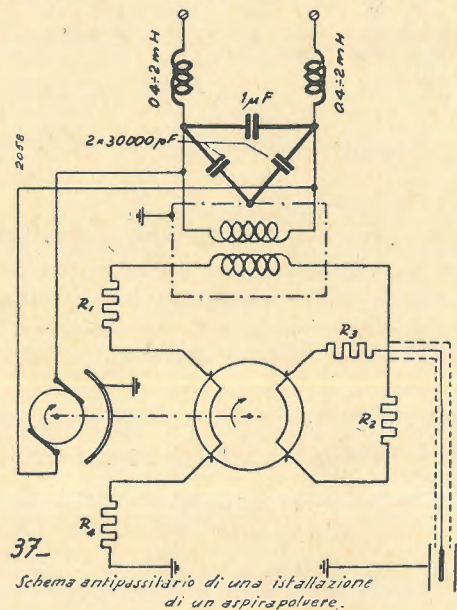 0.4÷2mH
0.4÷2mH
1µF
2×30000pF
2058
R1
R3
R2
R4
37_
Schema antipassitario di una istallazione
di un aspirapolvere.